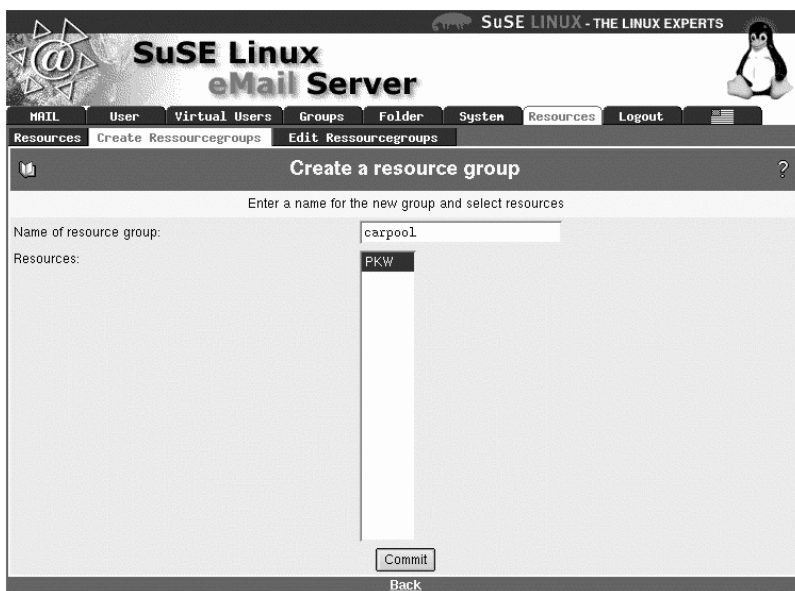 SuSE LINUX - THE LINUX EXPERTS
@ SuSE Linux
eMail Server
MAIL User Virtual Users Groups Folder System Resources Logout
Resources Create Ressourcegroups Edit Ressourcegroups
Create a resource group ?
Enter a name for the new group and select resources
Name of resource group: carpool
Resources: PKW
Commit
Back